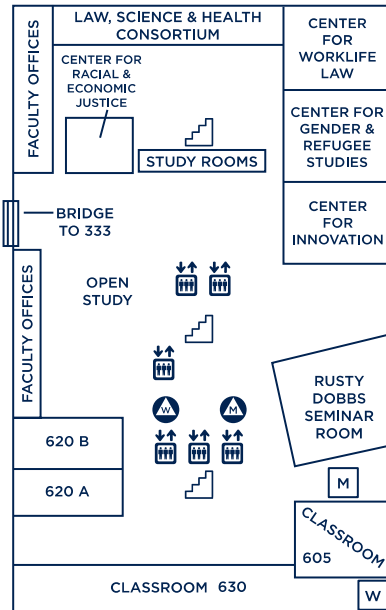 LAW, SCIENCE & HEALTH
CONSORTIUM
CENTER
FOR
WORKLIFE
LAW
FACULTY OFFICES
CENTER FOR
RACIAL &
ECONOMIC
JUSTICE
STUDY ROOMS
CENTER FOR
GENDER &
REFUGEE
STUDIES
CENTER
FOR
INNOVATION
BRIDGE
TO 333
OPEN
STUDY
FACULTY OFFICES
W
M
RUSTY
DOBBS
SEMINAR
ROOM
620 B
620 A
M
CLASSROOM
605
CLASSROOM 630
W